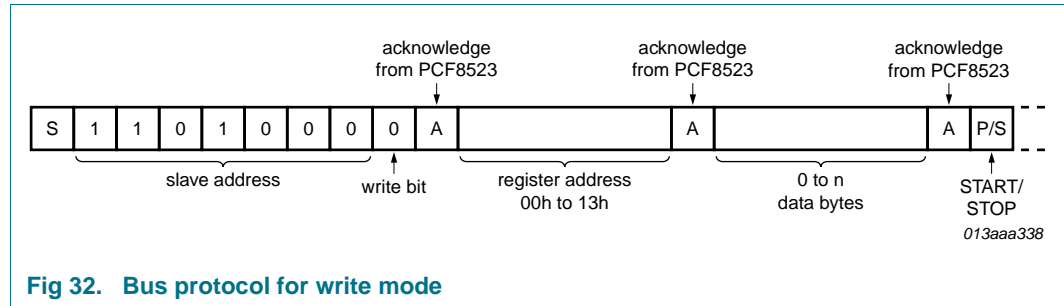 acknowledge acknowledge acknowledge
from PCF8523 from PCF8523 from PCF8523
S 1 1 0 1 0 0 0 0 A A A P/S
slave address write bit register address 0 to n START/
00h to 13h data bytes STOP
013aaa338
Fig 32. Bus protocol for write mode